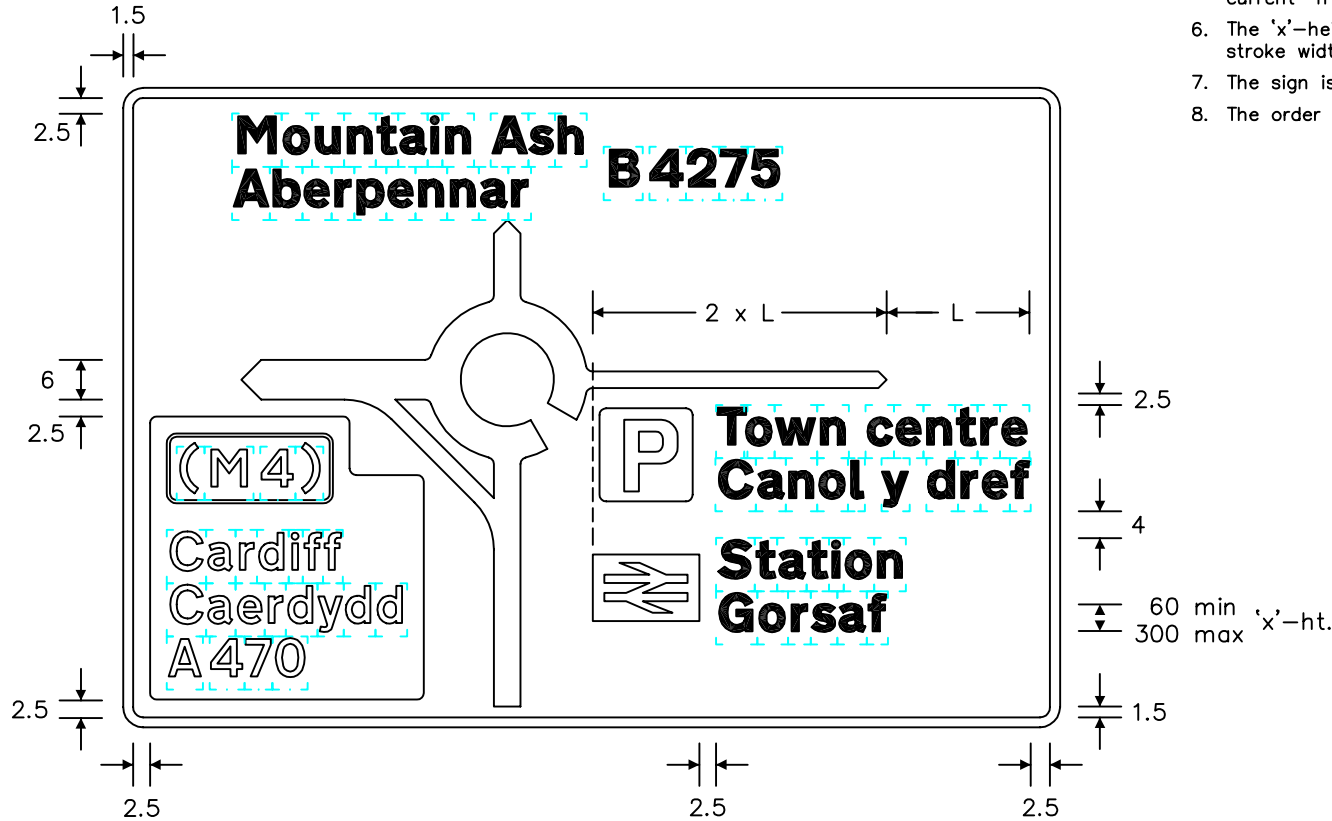 1.5
current
6. The 'x'-he
stroke widt
7. The sign is
8. The order
2.5
Mountain Ash
Aberpennar
B4275
2 x L
L
6
2.5
2.5
P
Town centre
Canol y dref
(M4)
4
Station
Gorsaf
Cardiff
Caerdydd
A470
60 min
300 max
'x'-ht.
2.5
1.5
2.5
2.5
2.5